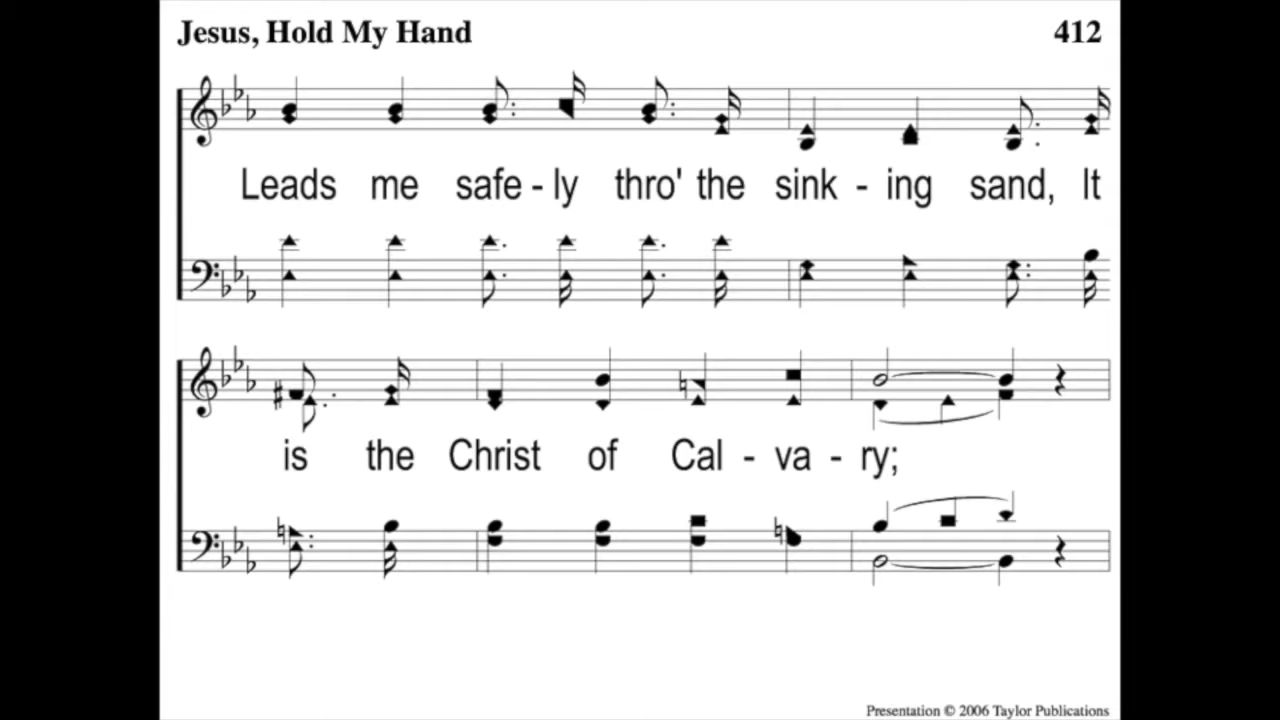 Jesus, Hold My Hand 412
Leads me safe - ly thro' the sink - ing sand, It
is the Christ of Cal - va - ry;
Presentation © 2006 Taylor Publications